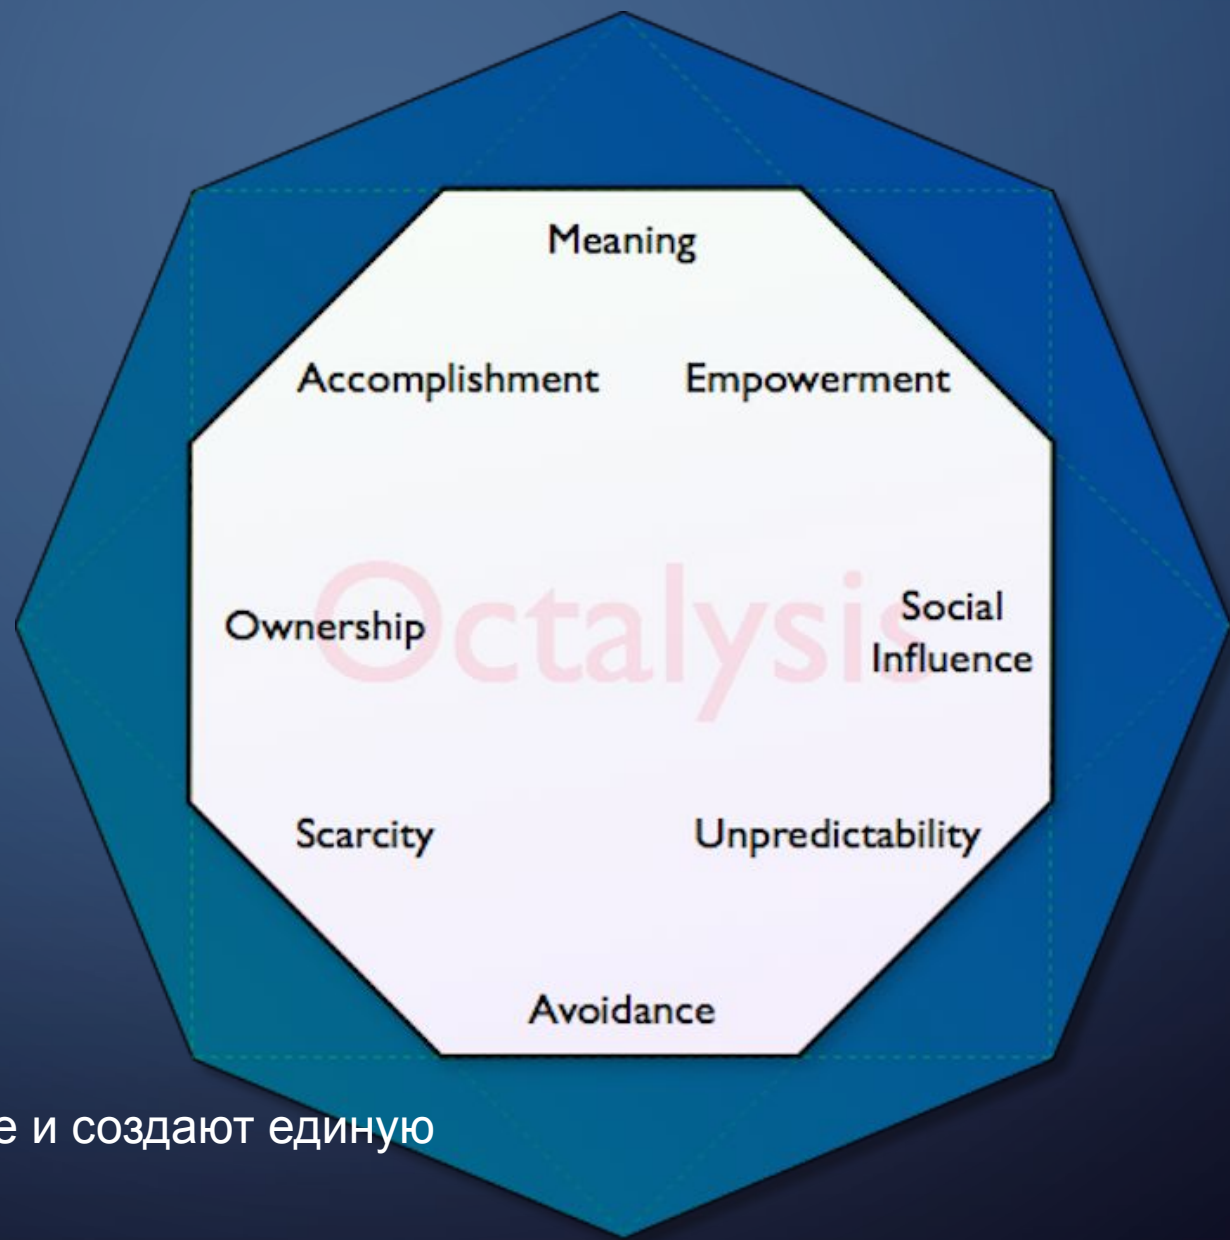 Meaning
Accomplishment Empowerment
Octalysis
Ownership
Social
Influence
Scarcity Unpredictability
Avoidance
е и создают единую